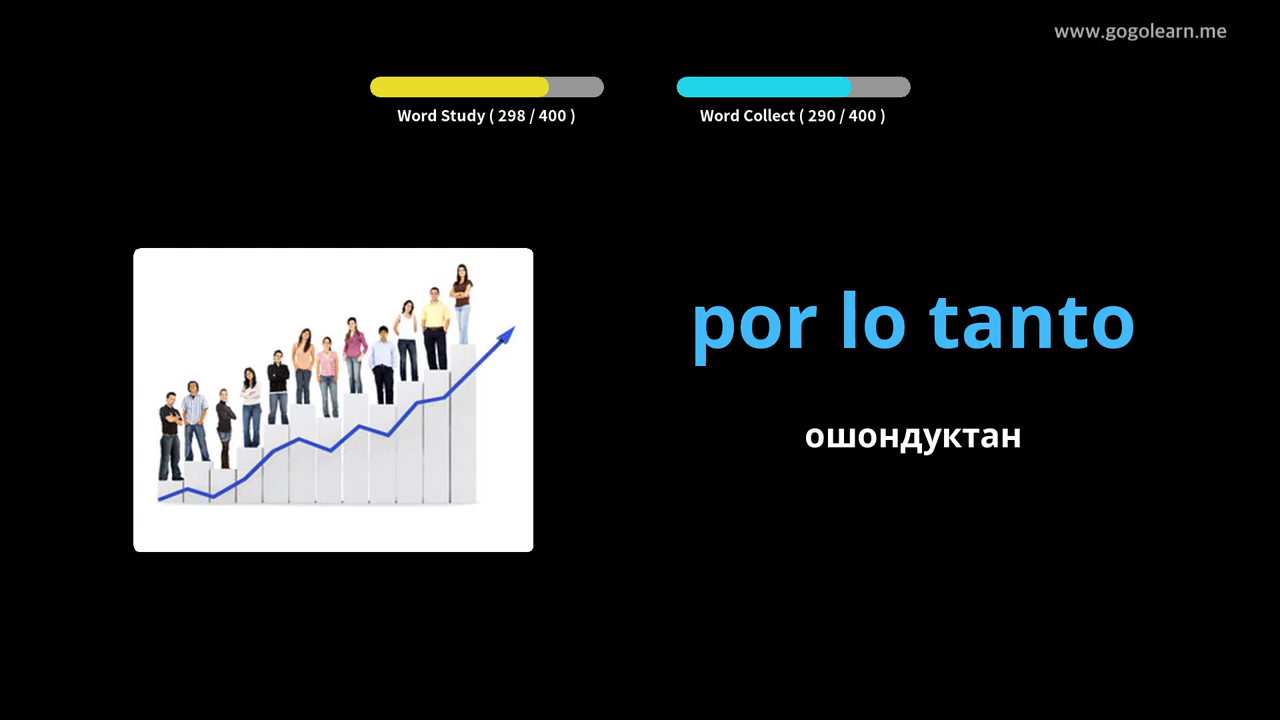 www.gogolearn.me
Word Study ( 298 / 400 )
Word Collect ( 290 / 400 )
por lo tanto
ошондуктан